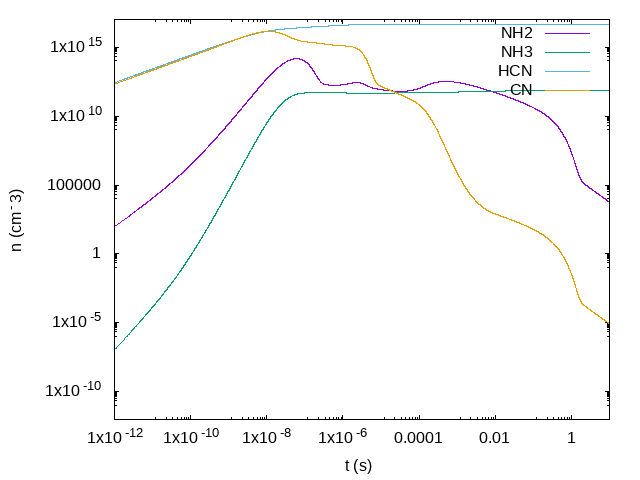 NH2
NH3
HCN
CN
1x10^15
1x10^10
100000
1
1x10^-5
1x10^-10
n (cm^-3)
1x10^-12 1x10^-10 1x10^-8 1x10^-6 0.0001 0.01 1
t (s)